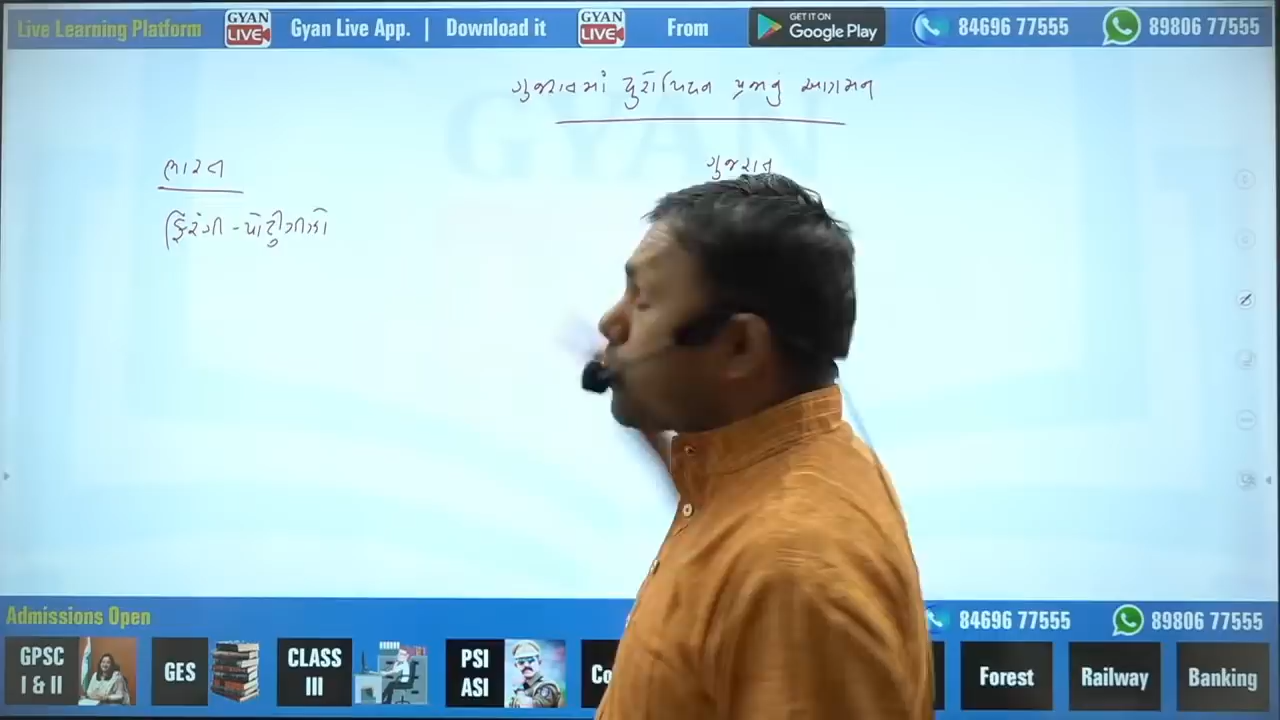 Live Learning Platform GYAN LIVE Gyan Live App. | Download it GYAN LIVE From GET IT ON Google Play 84696 77555 89806 77555
ગુજરાતમાં યુરોપિયન પ્રજાનું આગમન
GYAN
ભારત ગુજરાત
ફિરંગી - પોર્ટુગીઝો
Admissions Open 84696 77555 89806 77555
GPSC I & II GES CLASS III PSI ASI Co Forest Railway Banking